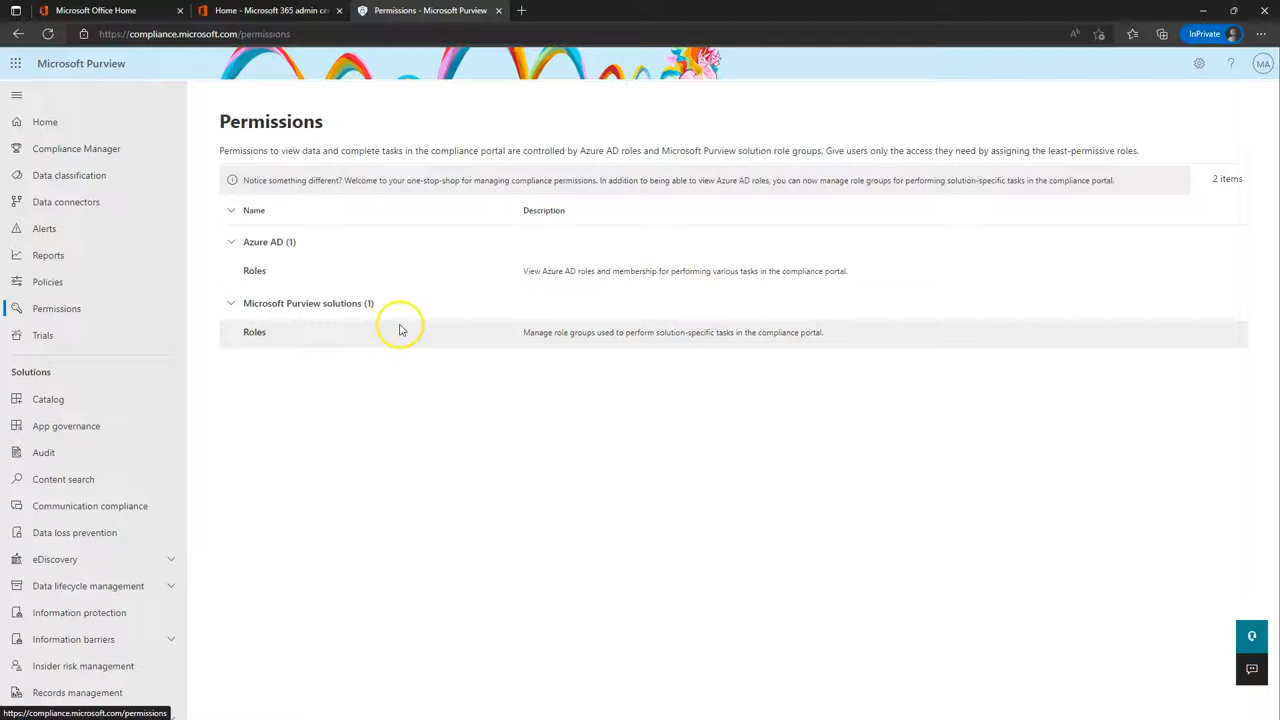 Microsoft Office Home
Home - Microsoft 365 admin cen
Permissions - Microsoft Purview
https://compliance.microsoft.com/permissions
InPrivate
Microsoft Purview
MA
Home
Compliance Manager
Data classification
Data connectors
Alerts
Reports
Policies
Permissions
Trials
Solutions
Catalog
App governance
Audit
Content search
Communication compliance
Data loss prevention
eDiscovery
Data lifecycle management
Information protection
Information barriers
Insider risk management
Records management
Permissions
Permissions to view data and complete tasks in the compliance portal are controlled by Azure AD roles and Microsoft Purview solution role groups. Give users only the access they need by assigning the least-permissive roles.
Notice something different? Welcome to your one-stop-shop for managing compliance permissions. In addition to being able to view Azure AD roles, you can now manage role groups for performing solution-specific tasks in the compliance portal.
2 items
Name Description
Azure AD (1)
Roles View Azure AD roles and membership for performing various tasks in the compliance portal.
Microsoft Purview solutions (1)
Roles Manage role groups used to perform solution-specific tasks in the compliance portal.
https://compliance.microsoft.com/permissions